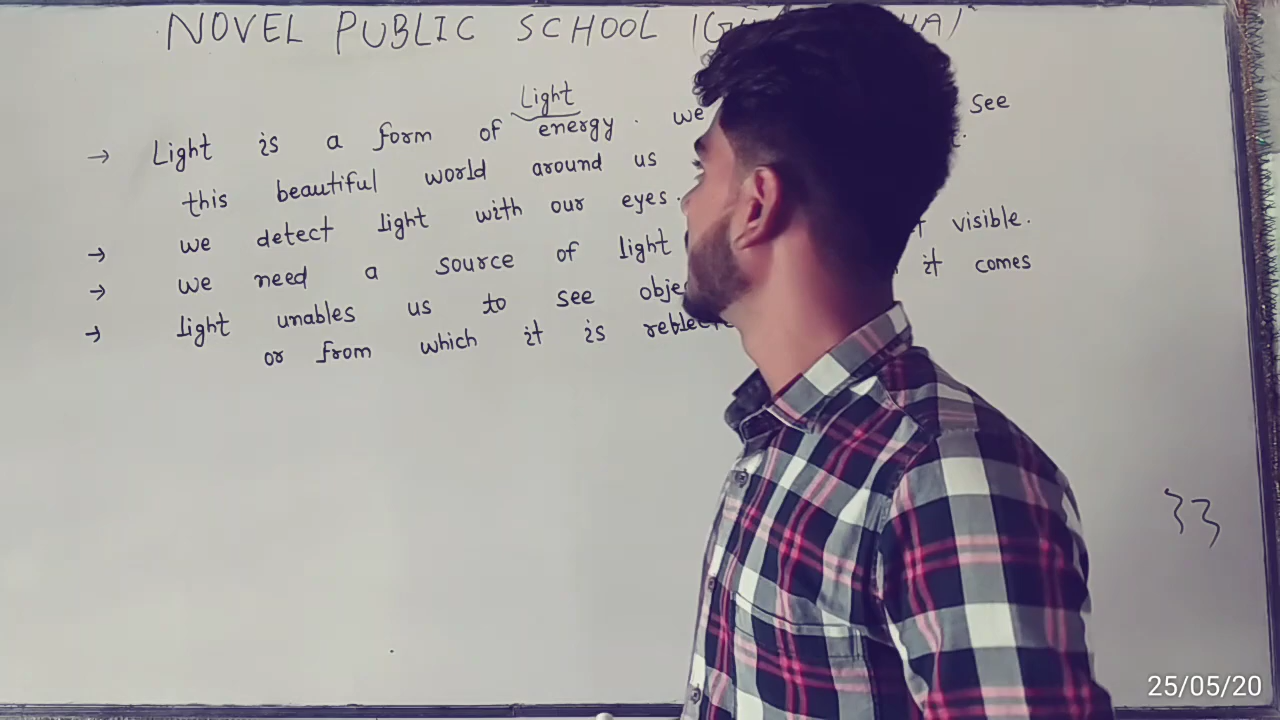 NOVEL PUBLIC SCHOOL
Light
→ Light is a form of energy. we see
this beautiful world around us
→ we detect light with our eyes.
→ we need a source of light visible.
→ light unables us to see it comes
or from which it is
25/05/20